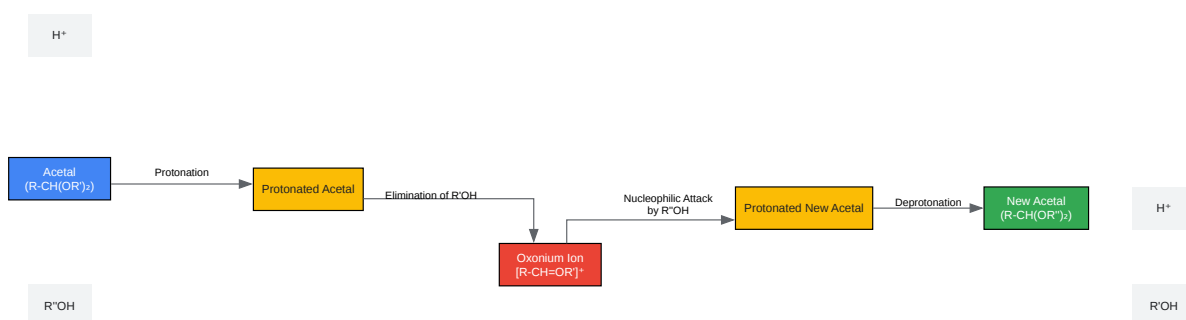 H⁺
Acetal
(R-CH(OR')₂)
Protonation
Protonated Acetal
Elimination of R'OH
Oxonium Ion
[R-CH=OR']⁺
Nucleophilic Attack
by R''OH
Protonated New Acetal
Deprotonation
New Acetal
(R-CH(OR'')₂)
H⁺
R''OH
R'OH